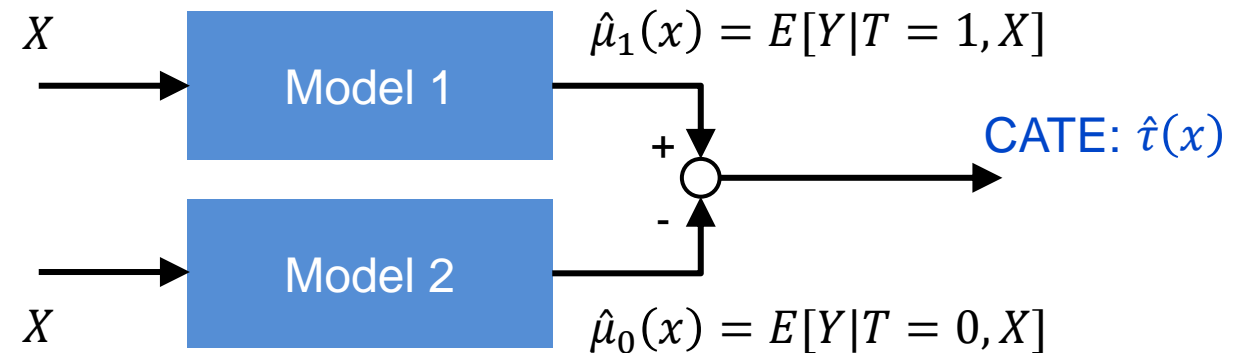 X
μ̂₁(x) = E[Y|T = 1, X]
Model 1
+
CATE: τ̂(x)
-
Model 2
X
μ̂₀(x) = E[Y|T = 0, X]